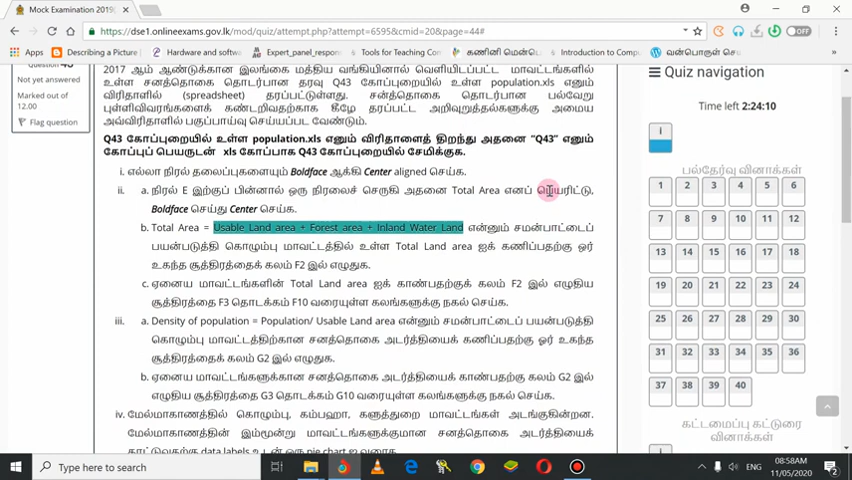 Mock Examination 2019(
dse1.onlineexams.gov.lk/mod/quiz/attempt.php?attempt=6595&cmid=20&page=44#
OFF
Apps
Describing a Picture
Hardware and softw
Expert_panel_respon
Tools for Teaching Con
கணினி மென்பொ
Introduction to Compu
வன்பொருள் செ
Not yet answered
Marked out of
12.00
Flag question
2017 ஆம் ஆண்டுக்கான இலங்கை மத்திய வங்கியினால் வெளியிடப்பட்ட மாவட்டங்களில்
உள்ள சனத்தொகை தொடர்பான தரவு Q43 கோப்புறையில் உள்ள population.xls எனும்
விரிதாளில் (spreadsheet) தரப்பட்டுள்ளது. சனத்தொகை தொடர்பான பல்வேறு
புள்ளிவிவரங்களைக் கண்டறிவதற்காக கீழே தரப்பட்ட அறிவுறுத்தல்களுக்கு அமைய
அவ்விரிதாளில் பகுப்பாய்வு செய்யப்பட வேண்டும்.
Q43 கோப்புறையில் உள்ள population.xls எனும் விரிதாளைத் திறந்து அதனை "Q43" எனும்
கோப்புப் பெயருடன் xls கோப்பாக Q43 கோப்புறையில் சேமிக்குக.
i. எல்லா நிரல் தலைப்புகளையும் Boldface ஆக்கி Center aligned செய்க.
ii. a. நிரல் E இற்குப் பின்னால் ஒரு நிரலைச் செருகி அதனை Total Area எனப் பெயரிட்டு,
Boldface செய்து Center செய்க.
b. Total Area = Usable Land area + Forest area + Inland Water Land என்னும் சமன்பாட்டைப்
பயன்படுத்தி கொழும்பு மாவட்டத்தில் உள்ள Total Land area ஐக் கணிப்பதற்கு ஓர்
உகந்த சூத்திரத்தைக் கலம் F2 இல் எழுதுக.
c. ஏனைய மாவட்டங்களின் Total Land area ஐக் காண்பதற்குக் கலம் F2 இல் எழுதிய
சூத்திரத்தை F3 தொடக்கம் F10 வரையுள்ள கலங்களுக்கு நகல் செய்க.
iii. a. Density of population = Population/ Usable Land area என்னும் சமன்பாட்டைப் பயன்படுத்தி
கொழும்பு மாவட்டத்திற்கான சனத்தொகை அடர்த்தியைக் கணிப்பதற்கு ஓர் உகந்த
சூத்திரத்தைக் கலம் G2 இல் எழுதுக.
b. ஏனைய மாவட்டங்களுக்கான சனத்தொகை அடர்த்தியைக் காண்பதற்கு கலம் G2 இல்
எழுதிய சூத்திரத்தை G3 தொடக்கம் G10 வரையுள்ள கலங்களுக்கு நகல் செய்க.
iv. மேல்மாகாணத்தில் கொழும்பு, கம்பஹா, களுத்துறை மாவட்டங்கள் அடங்குகின்றன.
மேல்மாகாணத்தின் இம்மூன்று மாவட்டங்களுக்குமான சனத்தொகை அடர்த்தியைக்
காட்டுவதற்கு data labels உடன் ஒரு pie chart ஐ வரைக.
Quiz navigation
Time left 2:24:10
i
பல்தேர்வு வினாக்கள்
1 2 3 4 5 6
7 8 9 10 11 12
13 14 15 16 17 18
19 20 21 22 23 24
25 26 27 28 29 30
31 32 33 34 35 36
37 38 39 40
கட்டமைப்பு கட்டுரை
வினாக்கள்
i
Type here to search
ENG
08:58AM
11/05/2020